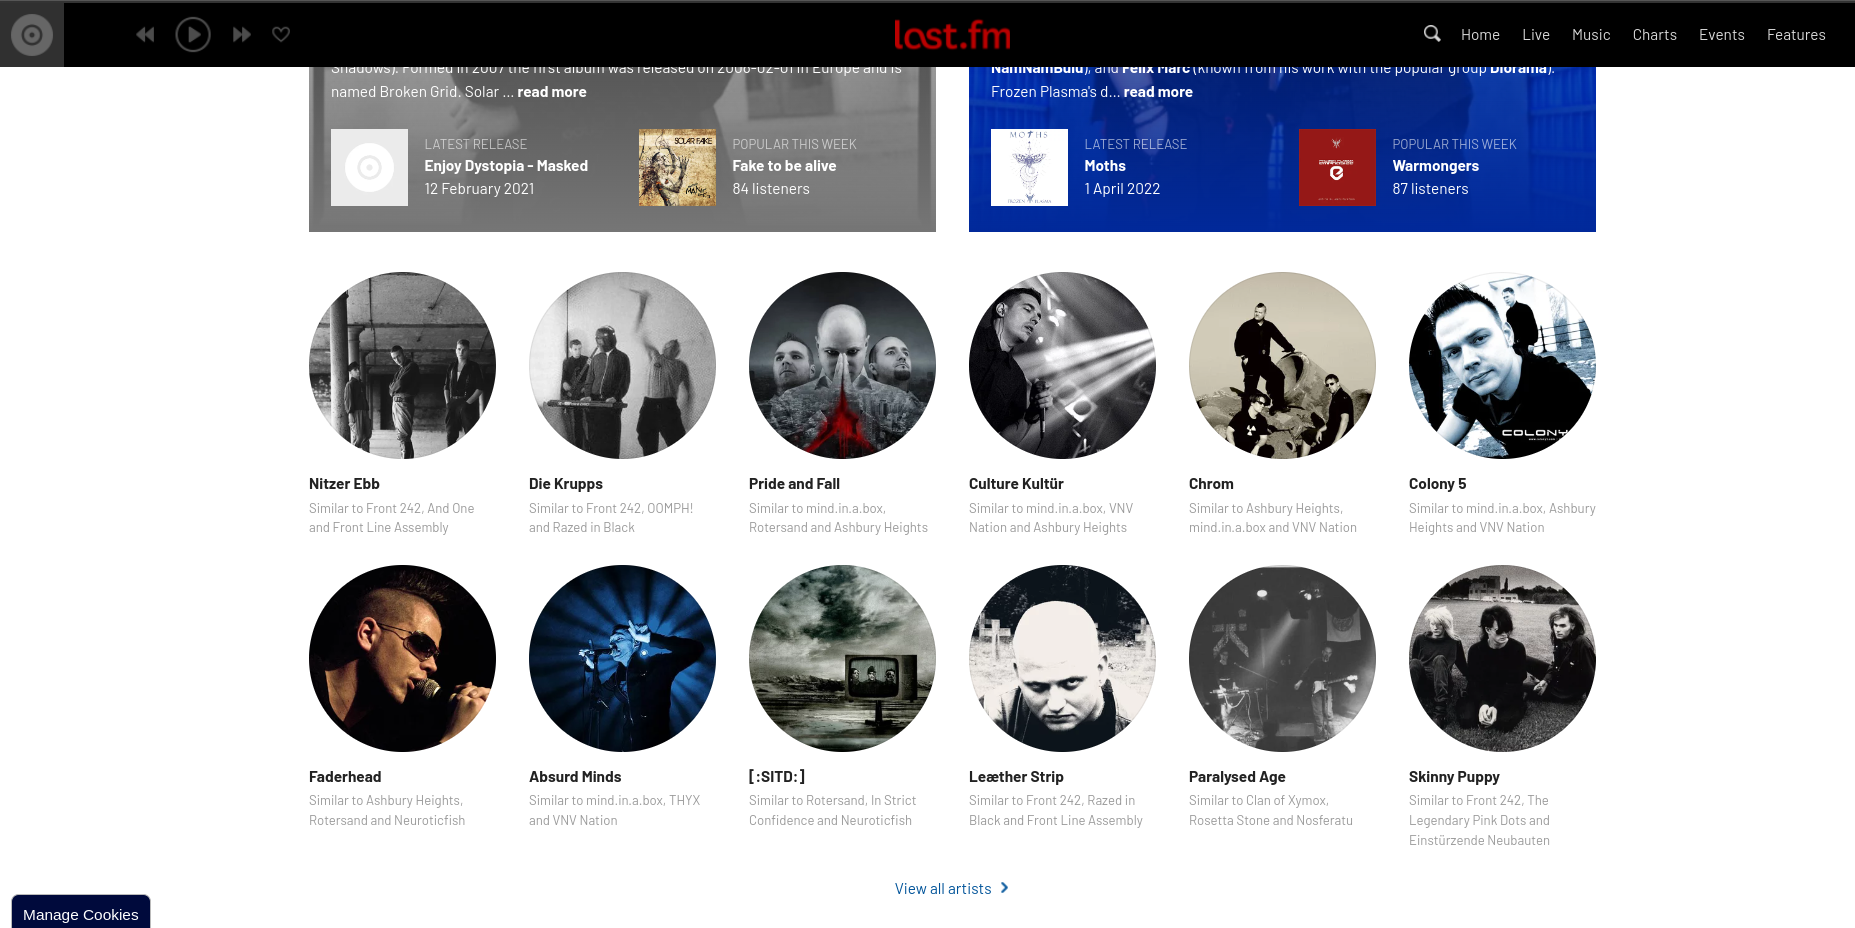 last.fm
Home
Live
Music
Charts
Events
Features
Shadows). Formed in 2007 the first album was released on 2008-02-01 in Europe and is
named Broken Grid. Solar ... read more
LATEST RELEASE
Enjoy Dystopia - Masked
12 February 2021
SOLAR FAKE
POPULAR THIS WEEK
Fake to be alive
84 listeners
NamNamBulu), and Felix Marc (known from his work with the popular group Diorama).
Frozen Plasma's d... read more
MOTHS
FROZEN PLASMA
LATEST RELEASE
Moths
1 April 2022
POPULAR THIS WEEK
Warmongers
87 listeners
COLONY
Nitzer Ebb
Similar to Front 242, And One
and Front Line Assembly
Die Krupps
Similar to Front 242, OOMPH!
and Razed in Black
Pride and Fall
Similar to mind.in.a.box,
Rotersand and Ashbury Heights
Culture Kultür
Similar to mind.in.a.box, VNV
Nation and Ashbury Heights
Chrom
Similar to Ashbury Heights,
mind.in.a.box and VNV Nation
Colony 5
Similar to mind.in.a.box, Ashbury
Heights and VNV Nation
Faderhead
Similar to Ashbury Heights,
Rotersand and Neuroticfish
Absurd Minds
Similar to mind.in.a.box, THYX
and VNV Nation
[:SITD:]
Similar to Rotersand, In Strict
Confidence and Neuroticfish
Leæther Strip
Similar to Front 242, Razed in
Black and Front Line Assembly
Paralysed Age
Similar to Clan of Xymox,
Rosetta Stone and Nosferatu
Skinny Puppy
Similar to Front 242, The
Legendary Pink Dots and
Einstürzende Neubauten
View all artists
Manage Cookies